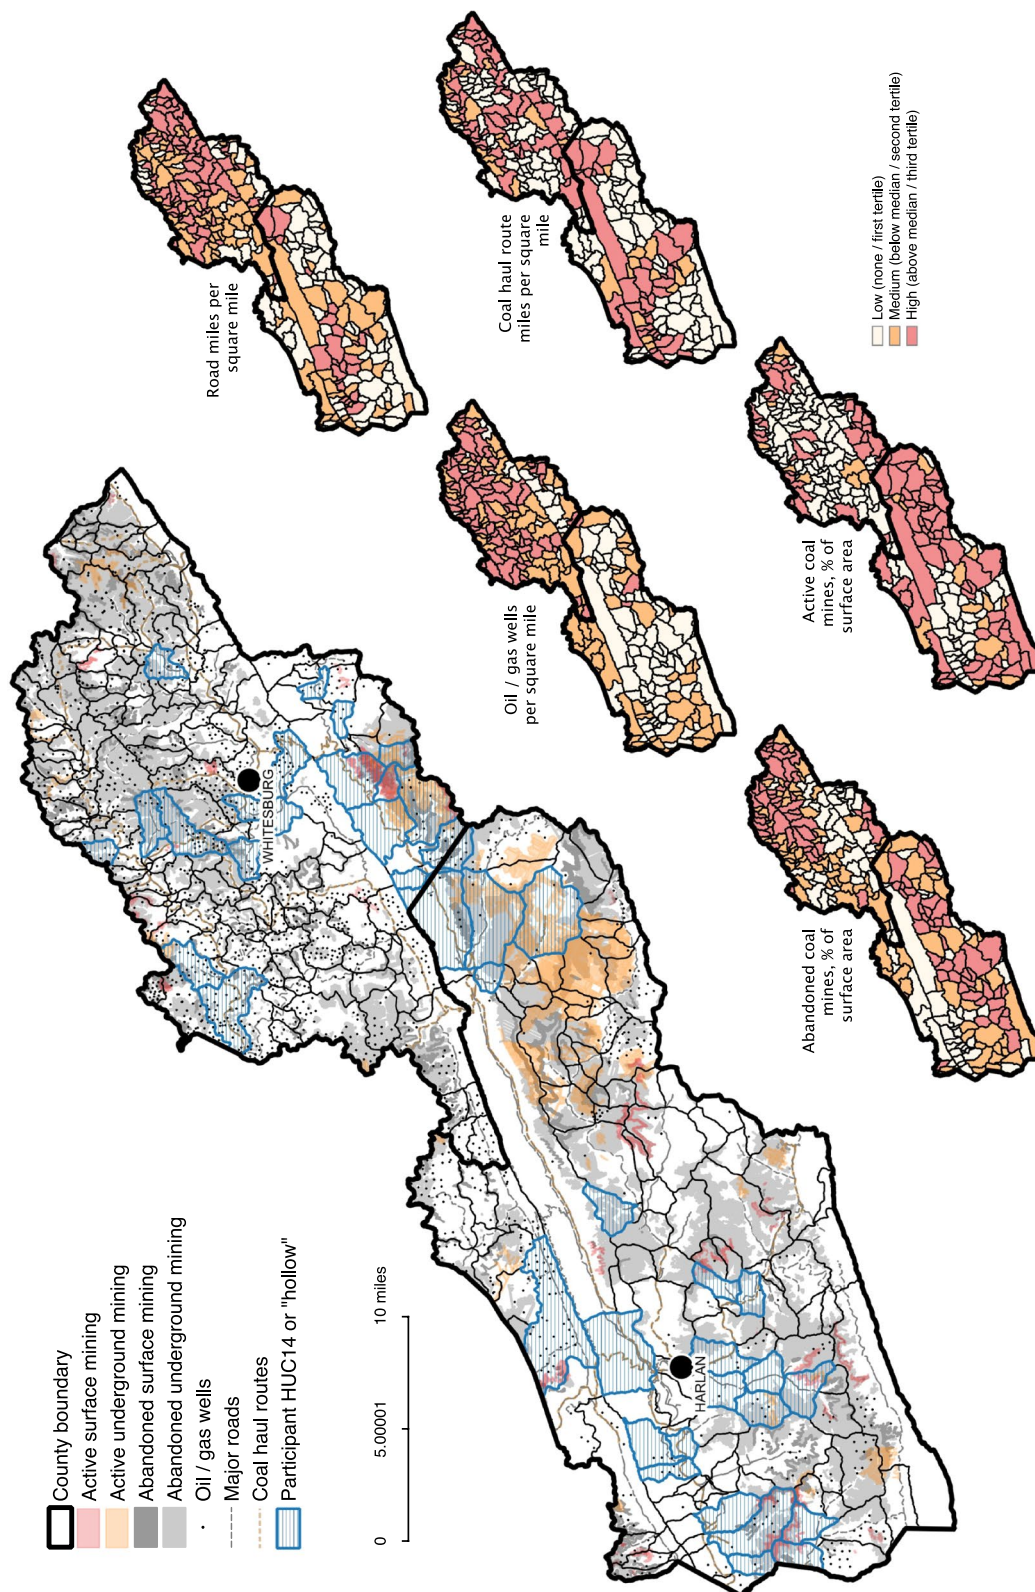 County boundary
Active surface mining
Active underground mining
Abandoned surface mining
Abandoned underground mining
Oil / gas wells
Major roads
Coal haul routes
Participant HUC14 or "hollow"
0
5.00001
10 miles
WHITESBURG
HARLAN
Road miles per
square mile
Coal haul route
miles per square
mile
Oil / gas wells
per square mile
Active coal
mines, % of
surface area
Abandoned coal
mines, % of
surface area
Low (none / first tertile)
Medium (below median / second tertile)
High (above median / third tertile)